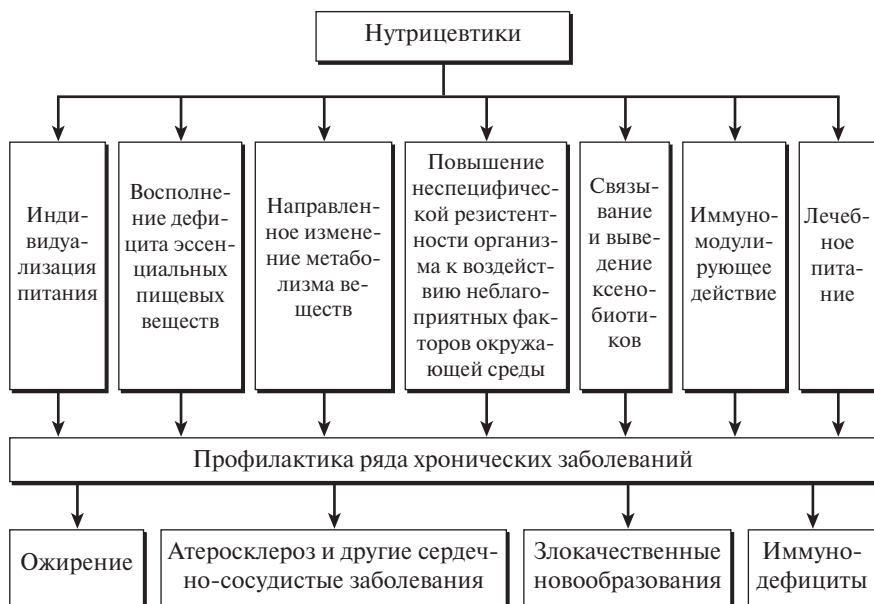 Нутрицевтики
Инди-
видуа-
лизация
питания
Восполне-
ние дефи-
цита эссен-
циальных
пищевых
веществ
Направлен-
ное измене-
ние метабо-
лизма ве-
ществ
Повышение
неспецифичес-
кой резистент-
ности организ-
ма к воздейст-
вию неблаго-
приятных фак-
торов окружа-
ющей среды
Связы-
вание
и выве-
дение
ксено-
биоти-
ков
Иммуно-
модули-
рующее
действие
Лечеб-
ное
пита-
ние
Профилактика ряда хронических заболеваний
Ожирение
Атеросклероз и другие сердеч-
но-сосудистые заболевания
Злокачественные
новообразования
Иммуно-
дефициты